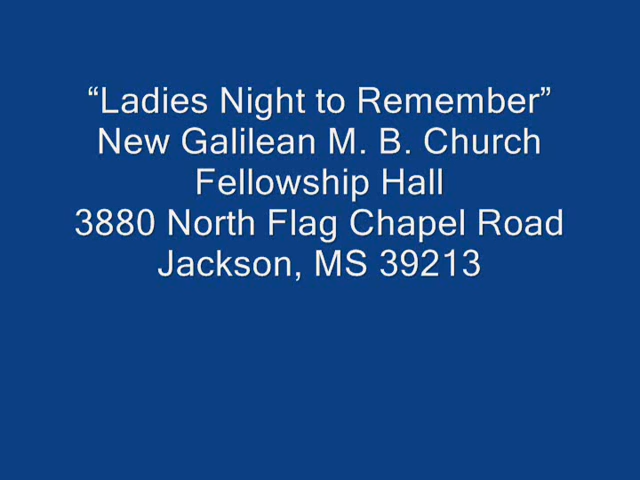 “Ladies Night to Remember”
New Galilean M. B. Church
Fellowship Hall
3880 North Flag Chapel Road
Jackson, MS 39213